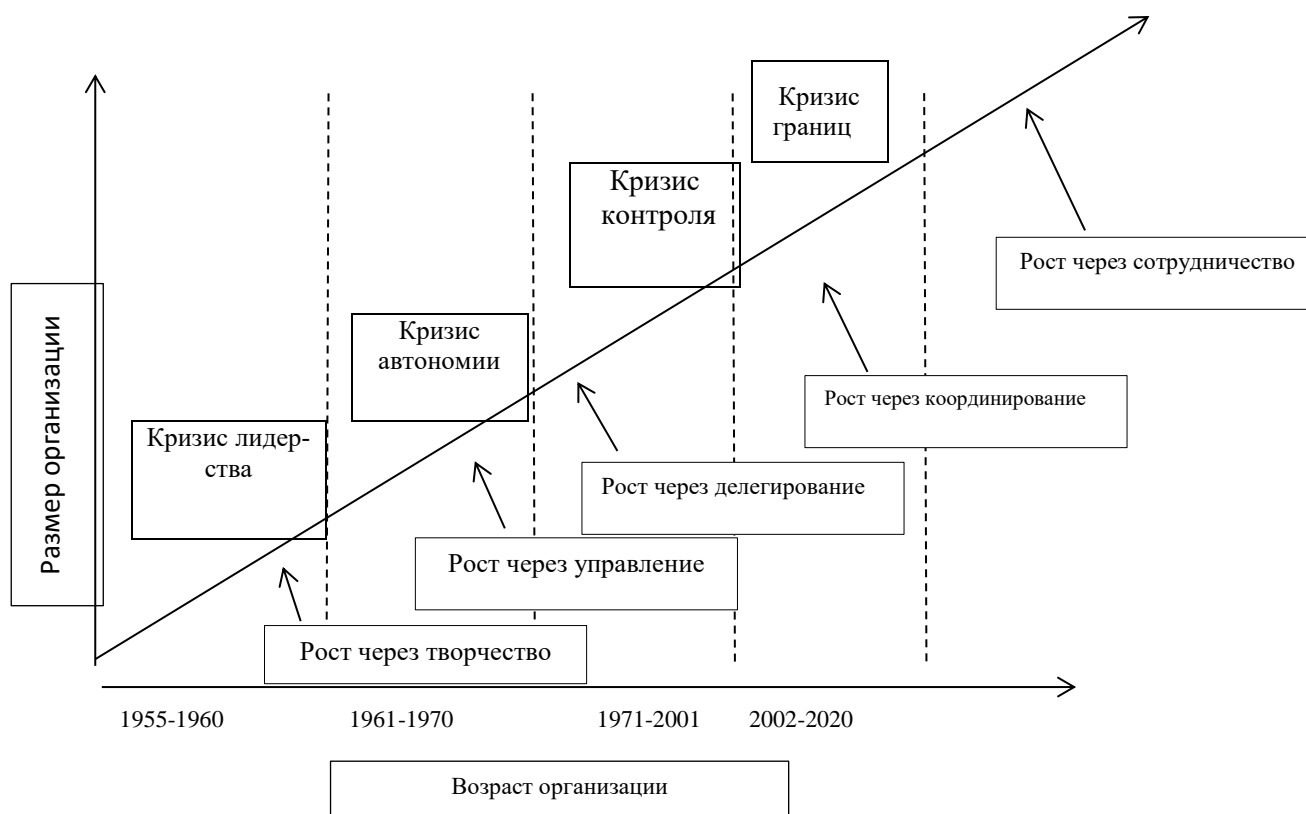 Кризис
границ
Кризис
контроля
Рост через сотрудничество
Размер организации
Кризис
автономии
Рост через координирование
Кризис лидер-
ства
Рост через делегирование
Рост через управление
Рост через творчество
1955-1960
1961-1970
1971-2001
2002-2020
Возраст организации